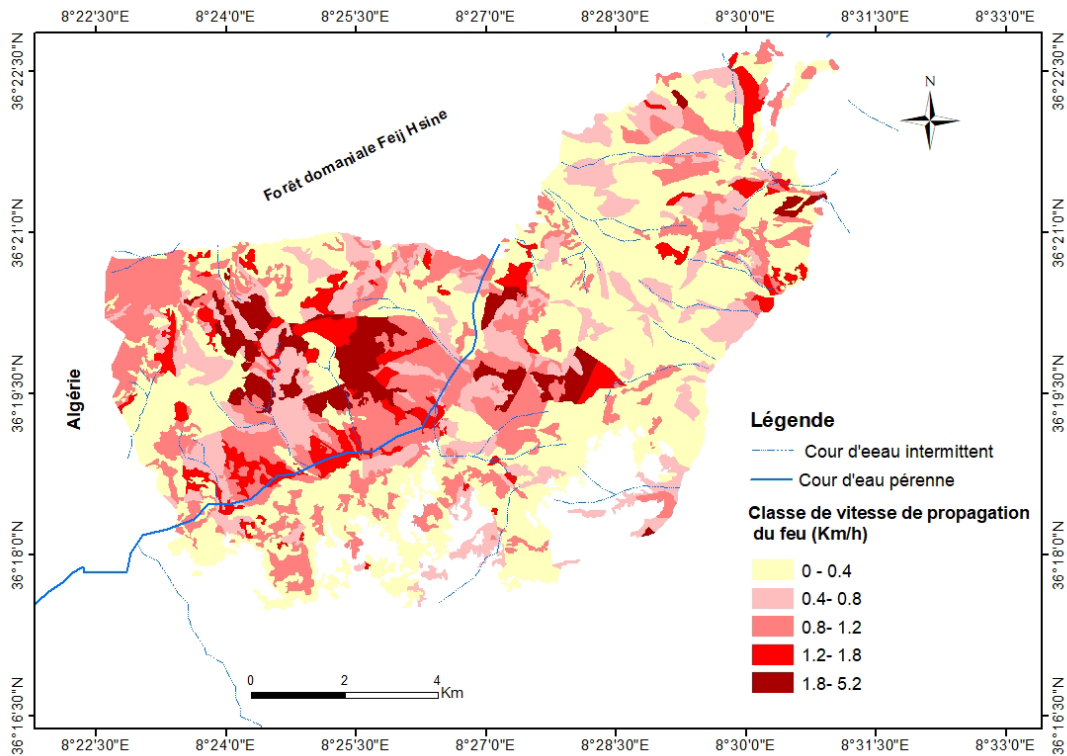 8°22'30"E 8°24'0"E 8°25'30"E 8°27'0"E 8°28'30"E 8°30'0"E 8°31'30"E 8°33'0"E
36°22'30"N 36°22'30"N
N
Forêt domaniale Feij Hsine
36°21'0"N 36°21'0"N
Algérie
36°19'30"N 36°19'30"N
Légende
Cour d'eeau intermittent
Cour d'eau pérenne
Classe de vitesse de propagation
du feu (Km/h)
36°18'0"N 36°18'0"N
0 - 0.4
0.4- 0.8
0.8- 1.2
1.2- 1.8
1.8- 5.2
0 2 4
Km
36°16'30"N 36°16'30"N
8°22'30"E 8°24'0"E 8°25'30"E 8°27'0"E 8°28'30"E 8°30'0"E 8°31'30"E 8°33'0"E